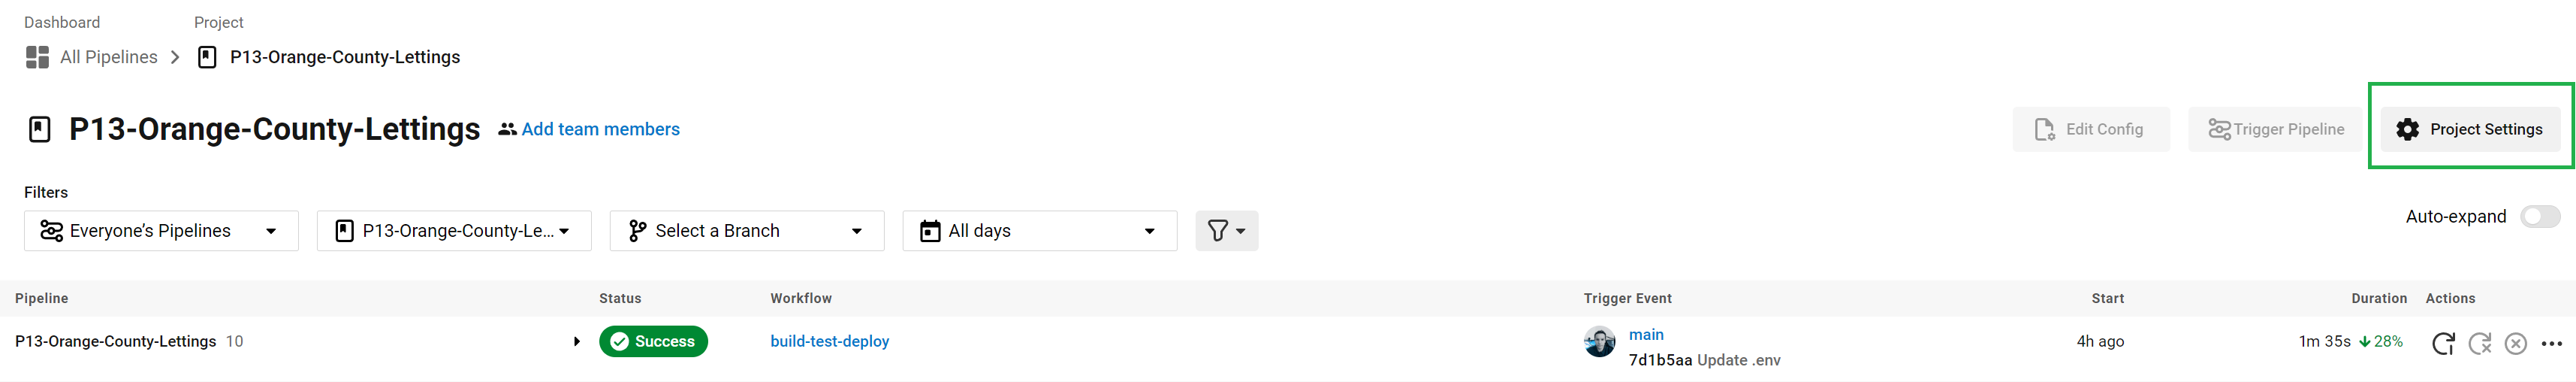 Dashboard Project
All Pipelines P13-Orange-County-Lettings
P13-Orange-County-Lettings Add team members Edit Config Trigger Pipeline Project Settings
Filters
Everyone’s Pipelines P13-Orange-County-Le... Select a Branch All days Auto-expand
Pipeline Status Workflow Trigger Event Start Duration Actions
P13-Orange-County-Lettings 10 Success build-test-deploy main 4h ago 1m 35s 28%
7d1b5aa Update .env